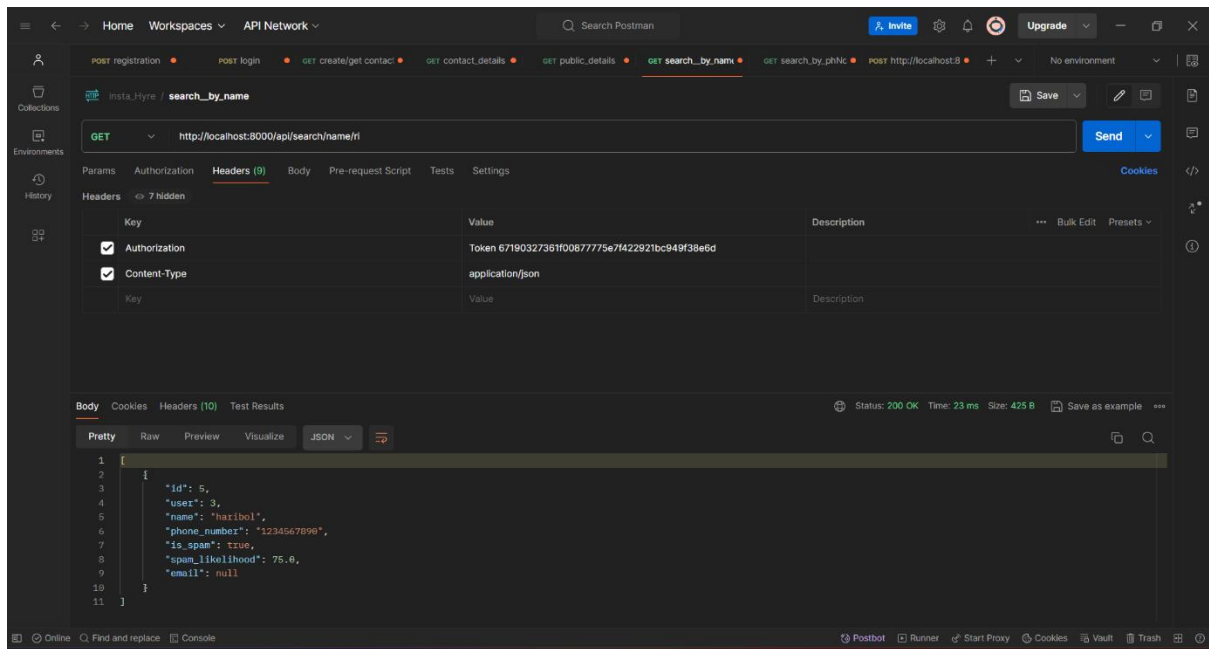 Home Workspaces API Network Search Postman Invite Upgrade
POST registration POST login GET create/get contac GET contact_details GET public_details GET search__by_name GET search_by_phNc POST http://localhost:8 No environment
Collections
HTTP insta_Hyre / search__by_name Save
Environments
GET http://localhost:8000/api/search/name/ri Send
History
Params Authorization Headers (9) Body Pre-request Script Tests Settings Cookies
Headers 7 hidden
Key Value Description Bulk Edit Presets
Authorization Token 67190327361f00877775e7f422921bc949f38e6d
Content-Type application/json
Key Value Description
Body Cookies Headers (10) Test Results Status: 200 OK Time: 23 ms Size: 425 B Save as example
Pretty Raw Preview Visualize JSON
1 [
2 {
3 "id": 5,
4 "user": 3,
5 "name": "haribol",
6 "phone_number": "1234567890",
7 "is_spam": true,
8 "spam_likelihood": 75.0,
9 "email": null
10 }
11 ]
Online Find and replace Console Postbot Runner Start Proxy Cookies Vault Trash